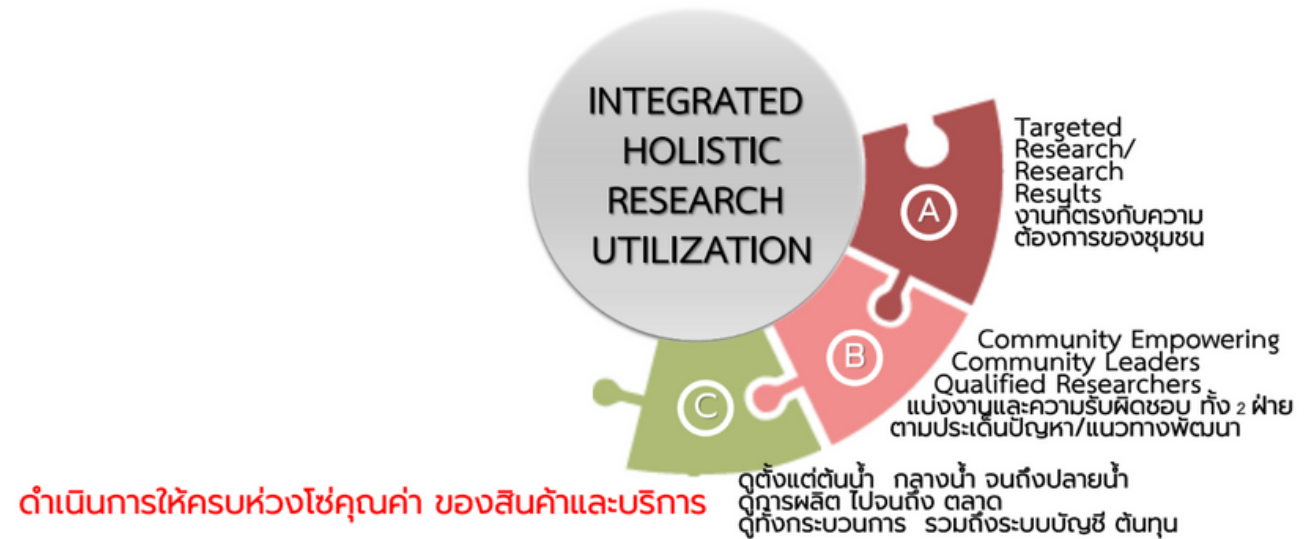 INTEGRATED
HOLISTIC
RESEARCH
UTILIZATION
A
Targeted
Research/
Research
Results
งานที่ตรงกับความ
ต้องการของชุมชน
B
Community Empowering
Community Leaders
Qualified Researchers
แบ่งงานและความรับผิดชอบ ทั้ง 2 ฝ่าย
ตามประเด็นปัญหา/แนวทางพัฒนา
C
ดูตั้งแต่ต้นน้ำ กลางน้ำ จนถึงปลายน้ำ
ดูการผลิต ไปจนถึง ตลาด
ดูทั้งกระบวนการ รวมถึงระบบบัญชี ต้นทุน
ดำเนินการให้ครบห่วงโซ่คุณค่า ของสินค้าและบริการ